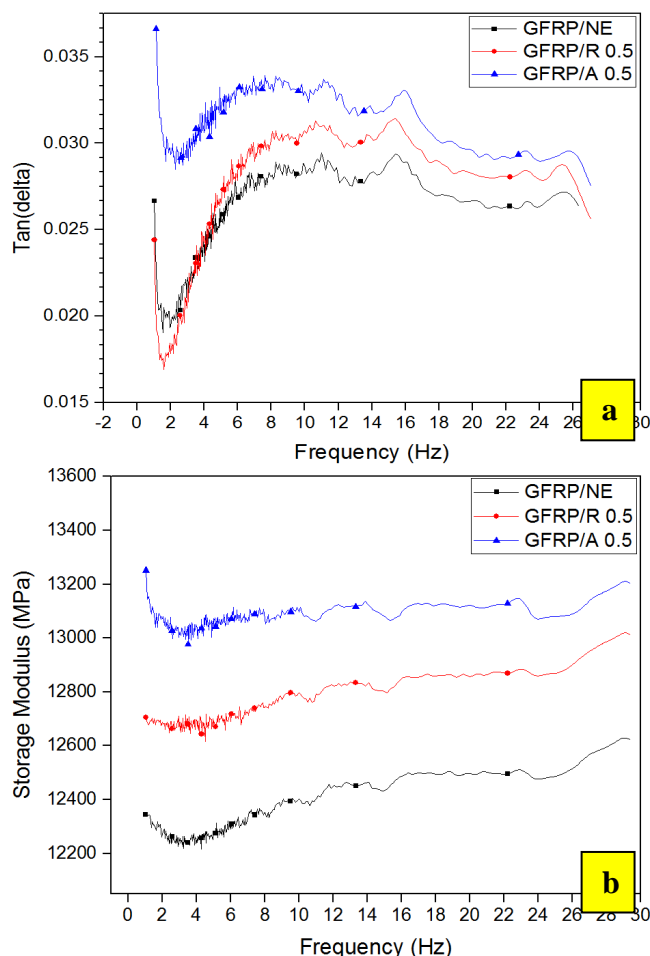 0.035
0.030
0.025
0.020
0.015
Tan(delta)
GFRP/NE
GFRP/R 0.5
GFRP/A 0.5
a
-2 0 2 4 6 8 10 12 14 16 18 20 22 24 26 28 30
Frequency (Hz)
13600
13400
13200
13000
12800
12600
12400
12200
Storage Modulus (MPa)
GFRP/NE
GFRP/R 0.5
GFRP/A 0.5
b
0 2 4 6 8 10 12 14 16 18 20 22 24 26 28 30
Frequency (Hz)